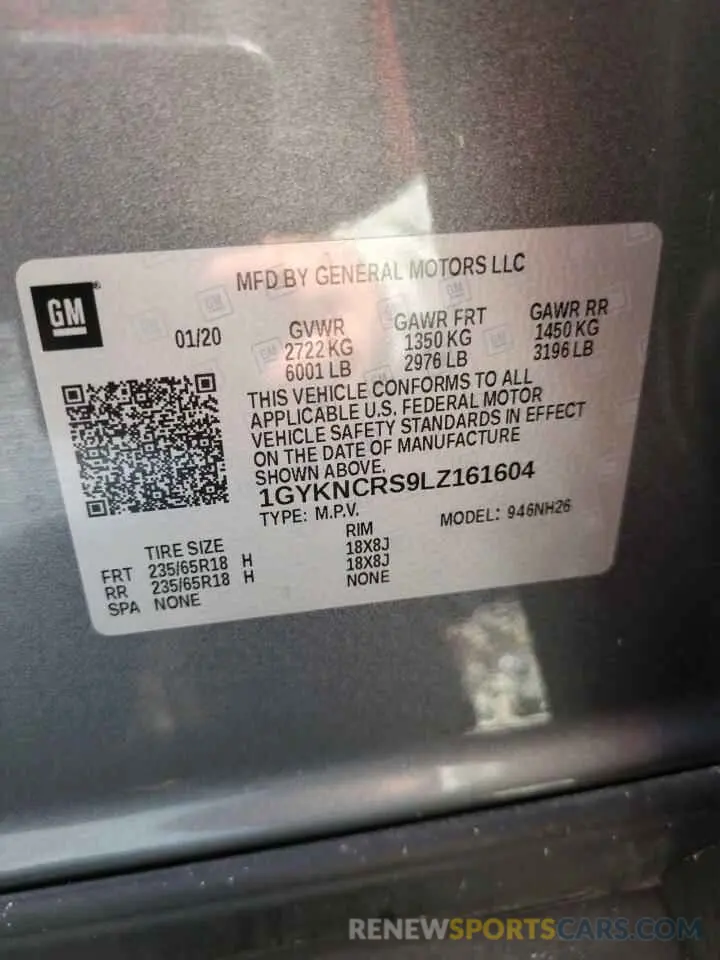 MFD BY GENERAL MOTORS LLC
GM
01/20
GVWR
2722 KG
6001 LB
GAWR FRT
1350 KG
2976 LB
GAWR RR
1450 KG
3196 LB
THIS VEHICLE CONFORMS TO ALL
APPLICABLE U.S. FEDERAL MOTOR
VEHICLE SAFETY STANDARDS IN EFFECT
ON THE DATE OF MANUFACTURE
SHOWN ABOVE.
1GYKNCRS9LZ161604
TYPE: M.P.V.
MODEL: 946NH26
TIRE SIZE RIM
FRT 235/65R18 H 18X8J
RR 235/65R18 H 18X8J
SPA NONE NONE
RENEWSPORTSCARS.COM